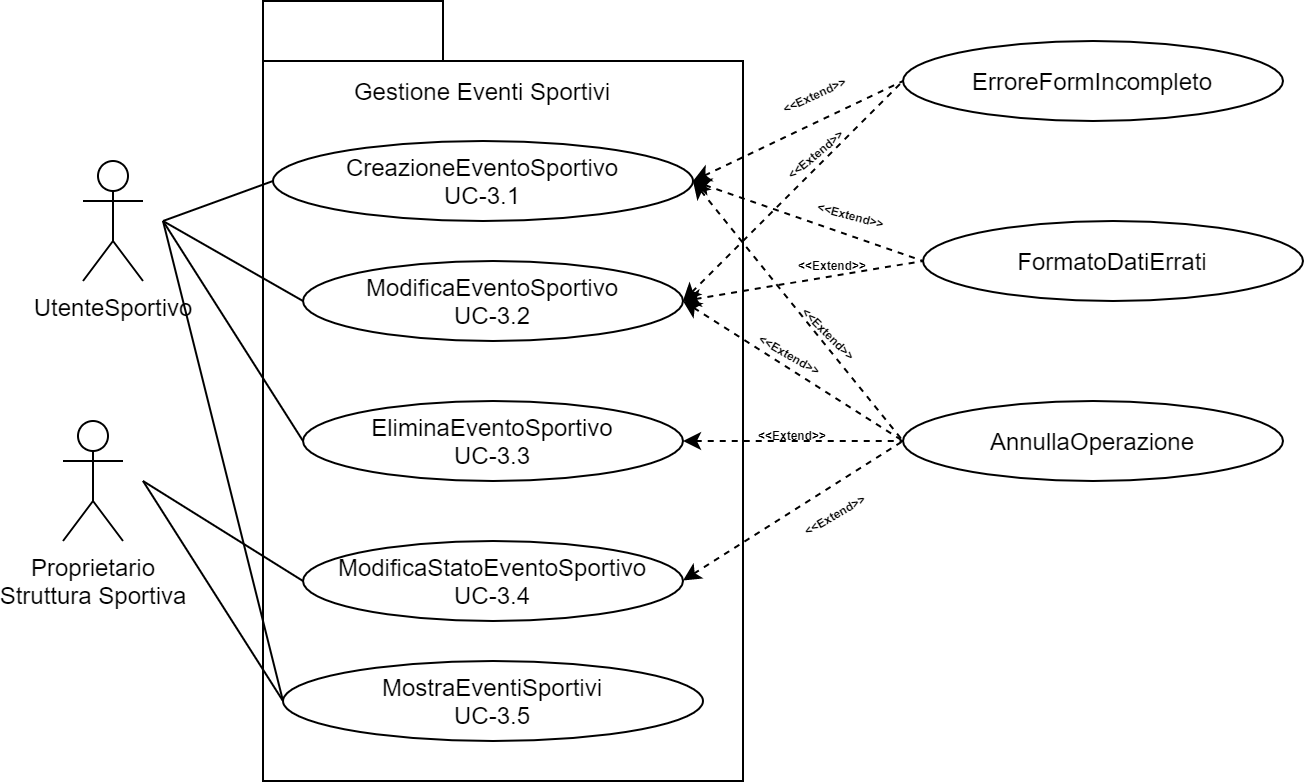 Gestione Eventi Sportivi
CreazioneEventoSportivo
UC-3.1
ModificaEventoSportivo
UC-3.2
EliminaEventoSportivo
UC-3.3
ModificaStatoEventoSportivo
UC-3.4
MostraEventiSportivi
UC-3.5
UtenteSportivo
Proprietario
Struttura Sportiva
<<Extend>>
<<Extend>>
<<Extend>>
<<Extend>>
<<Extend>>
<<Extend>>
<<Extend>>
<<Extend>>
ErroreFormIncompleto
FormatoDatiErrati
AnnullaOperazione